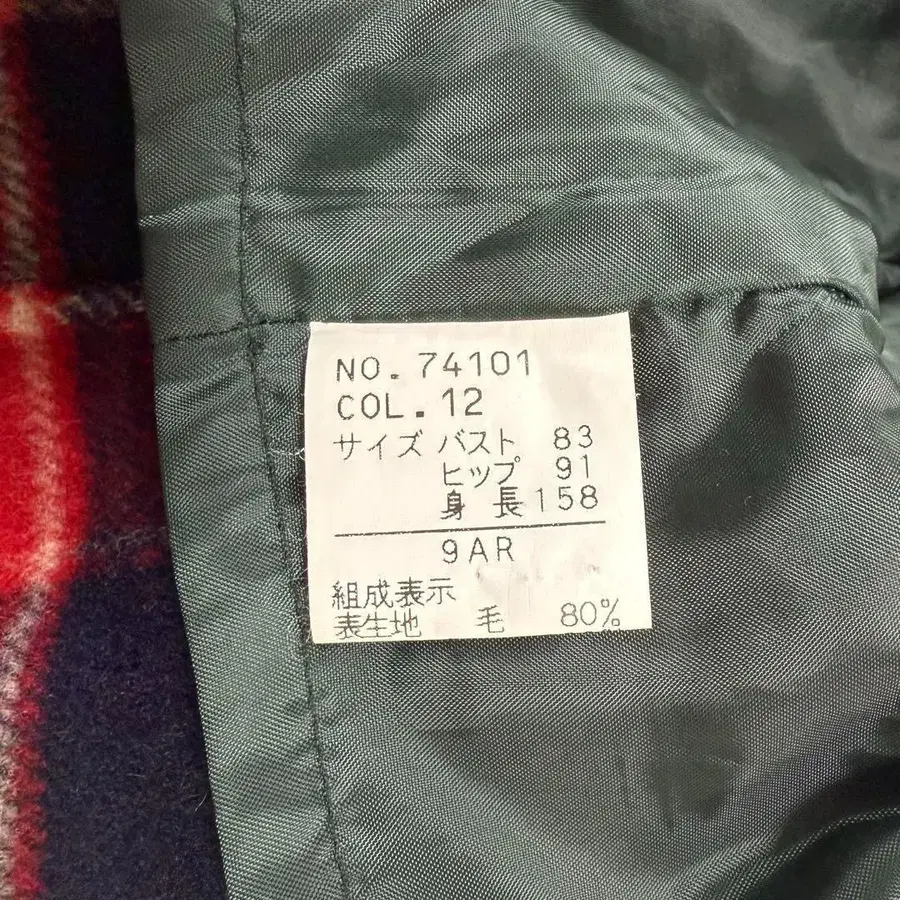 NO. 74101
COL. 12
サイズ バスト 83
ヒップ 91
身長 158
9AR
組成表示
表生地 毛 80%